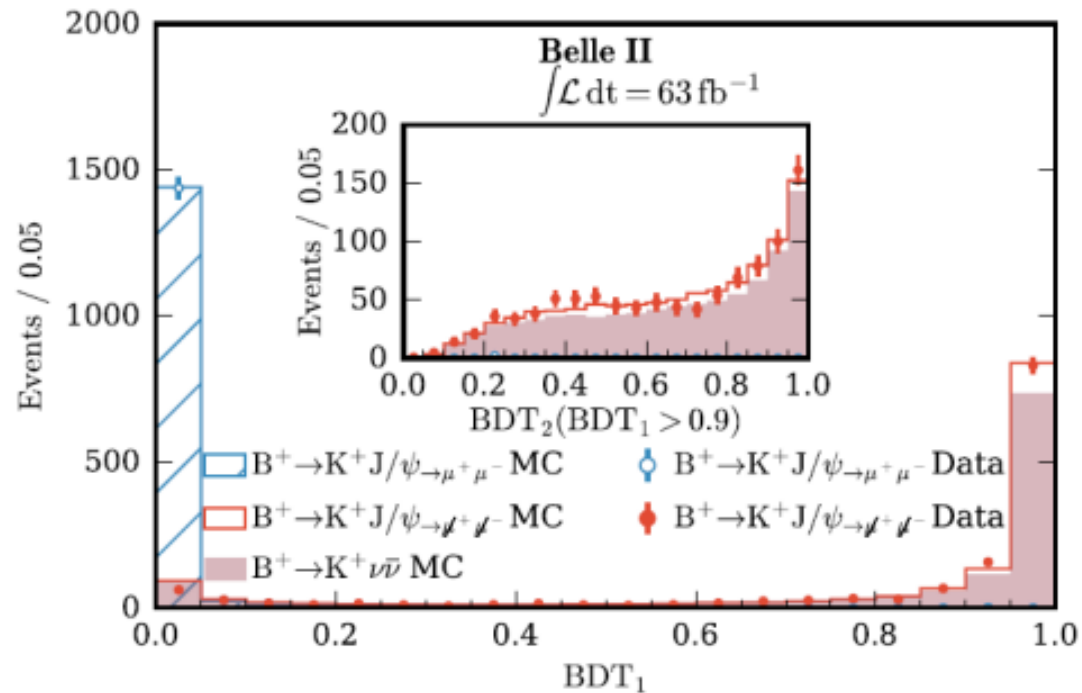 2000
1500
1000
500
0
Events / 0.05
Belle II
∫ℒ dt = 63 fb⁻¹
200
150
100
50
0
Events / 0.05
0.0 0.2 0.4 0.6 0.8 1.0
BDT₂(BDT₁ > 0.9)
B⁺→K⁺J/ψ→μ⁺μ⁻ MC
B⁺→K⁺J/ψ→μ⁺μ⁻ Data
B⁺→K⁺J/ψ→μ̸⁺μ̸⁻ MC
B⁺→K⁺J/ψ→μ̸⁺μ̸⁻ Data
B⁺→K⁺νν̄ MC
0.0 0.2 0.4 0.6 0.8 1.0
BDT₁